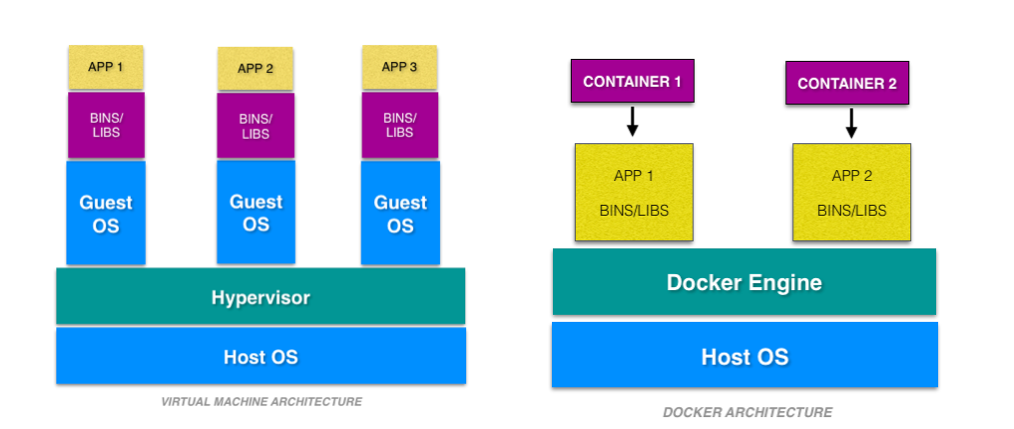 APP 1
BINS/
LIBS
Guest
OS
APP 2
BINS/
LIBS
Guest
OS
APP 3
BINS/
LIBS
Guest
OS
Hypervisor
Host OS
VIRTUAL MACHINE ARCHITECTURE
CONTAINER 1
APP 1
BINS/LIBS
CONTAINER 2
APP 2
BINS/LIBS
Docker Engine
Host OS
DOCKER ARCHITECTURE